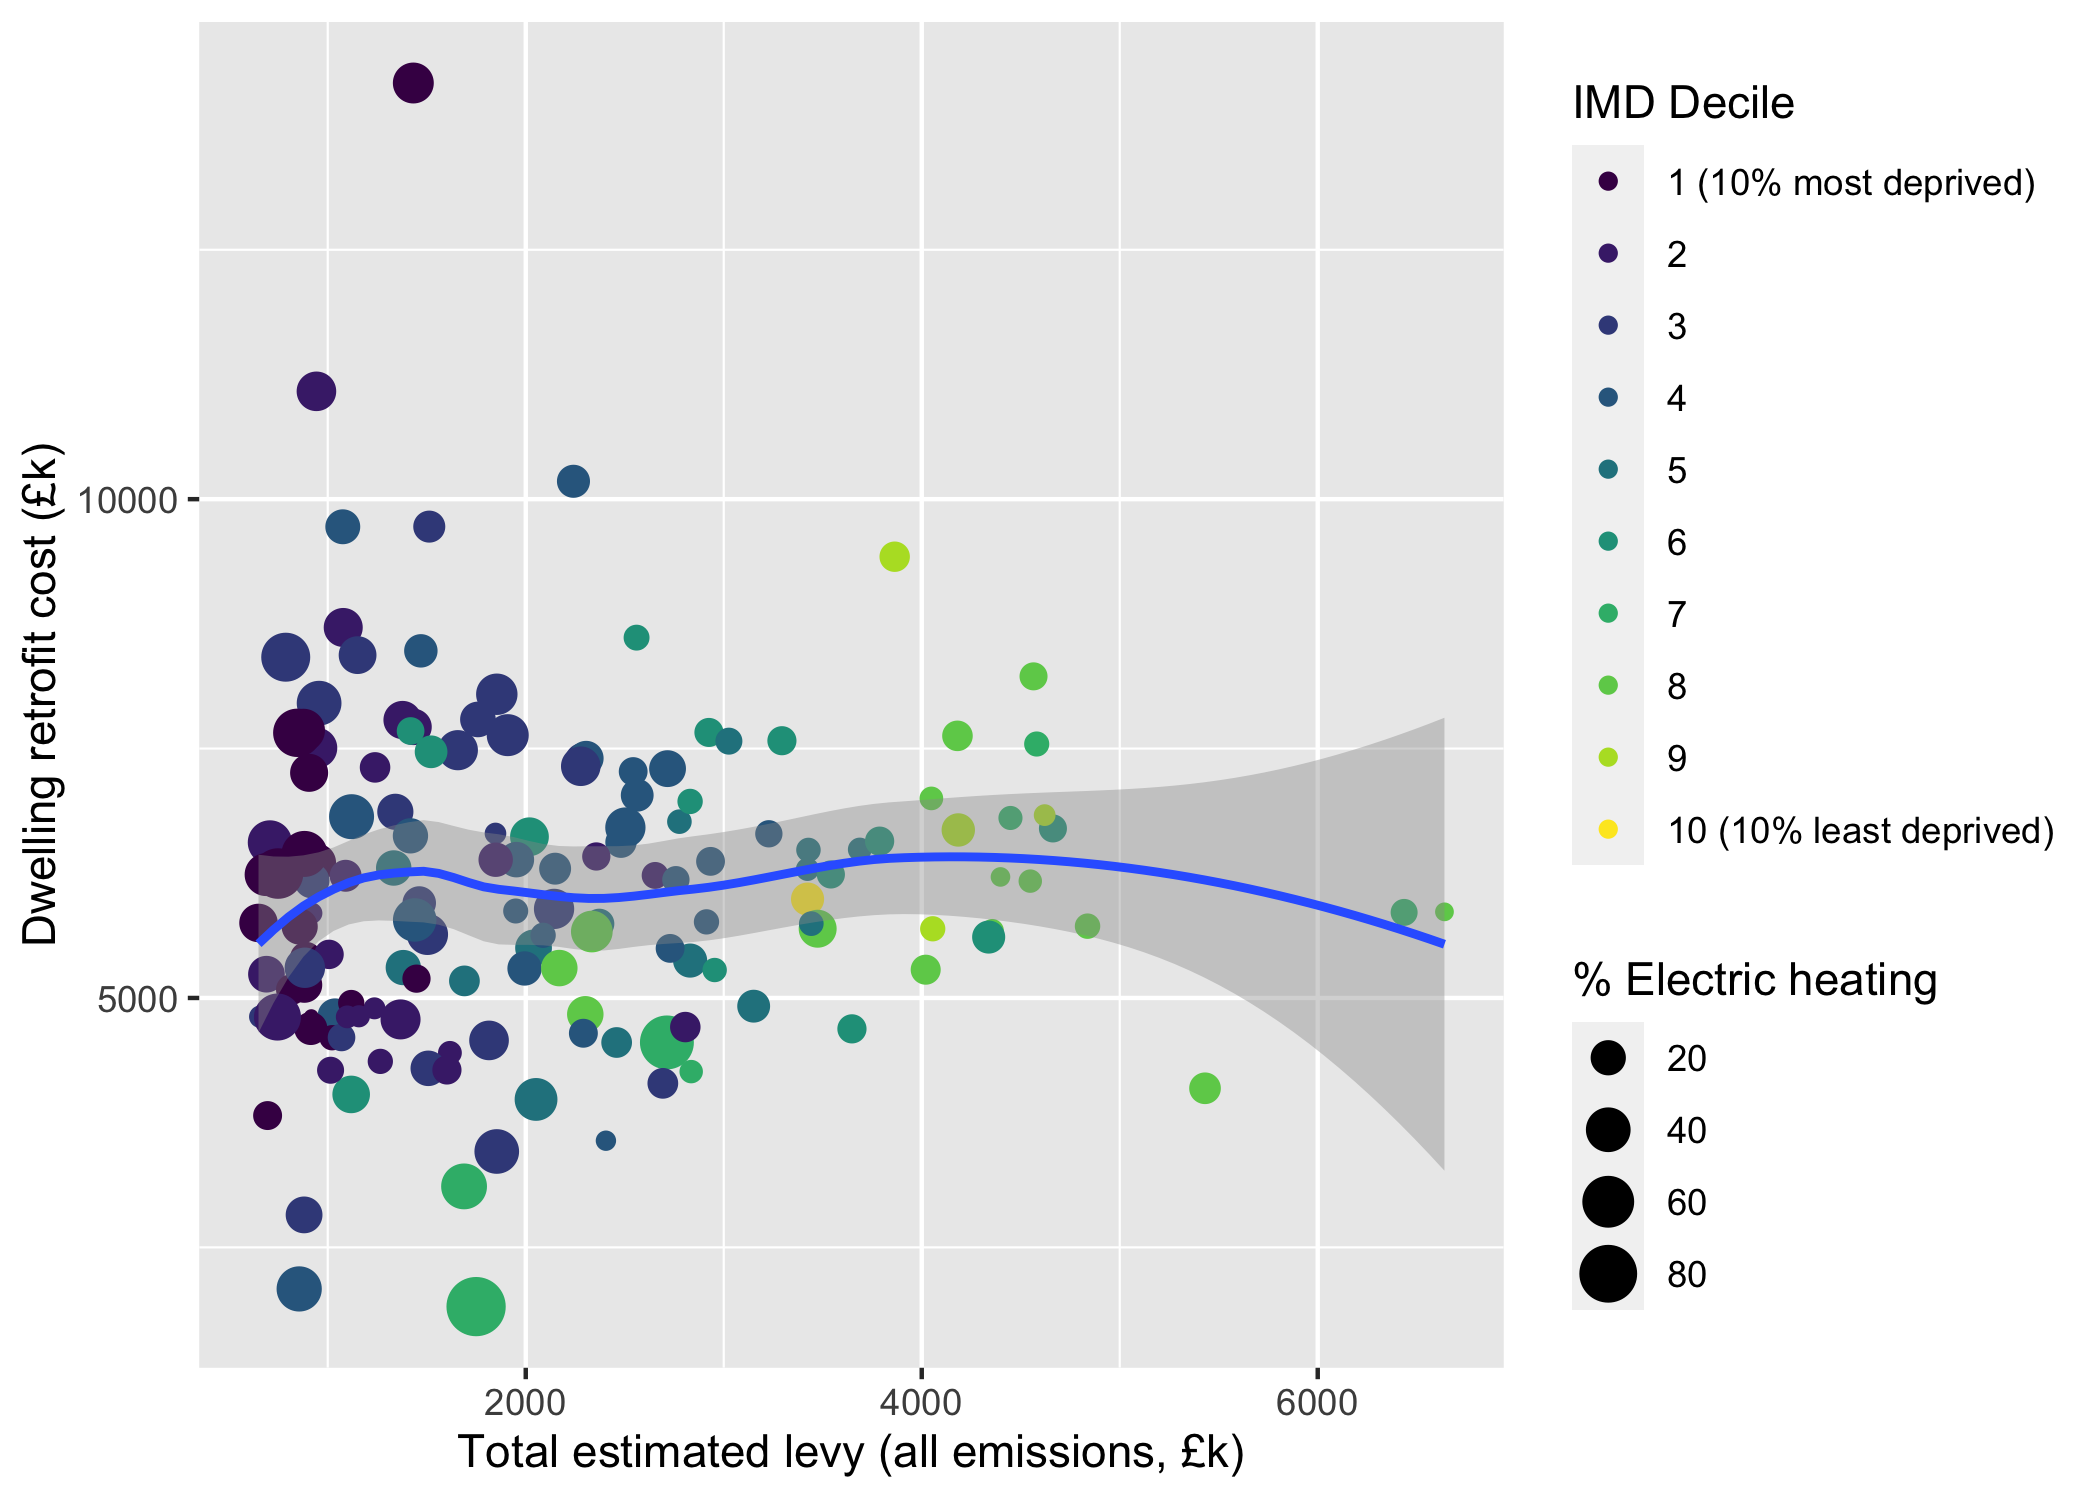 IMD Decile
1 (10% most deprived)
2
3
4
5
6
7
8
9
10 (10% least deprived)
% Electric heating
20
40
60
80
Dwelling retrofit cost (£k)
10000
5000
2000
4000
6000
Total estimated levy (all emissions, £k)